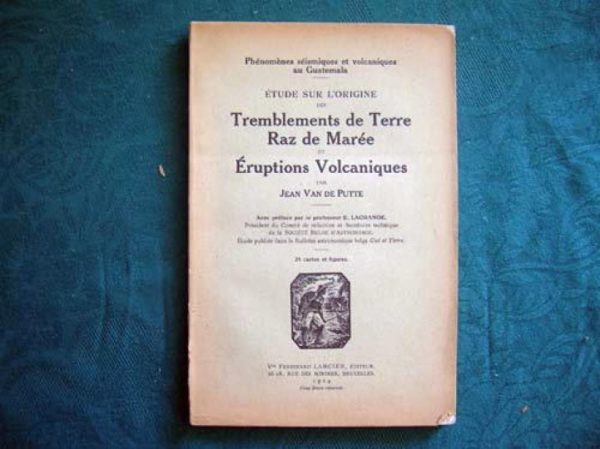 Phénomènes séismiques et volcaniques
au Guatemala
ÉTUDE SUR L'ORIGINE
DES
Tremblements de Terre
Raz de Marée
ET
Éruptions Volcaniques
PAR
JEAN VAN DE PUTTE
Avec préface par le professeur E. LAGRANGE,
Président du Comité de rédaction et Secrétaire technique
de la SOCIÉTÉ BELGE D'ASTRONOMIE.
Étude publiée dans le Bulletin astronomique belge Ciel et Terre.
cartes et figures.
Vve FERDINAND LARCIER, ÉDITEUR.
26-28, RUE DES MINIMES, BRUXELLES.
1924